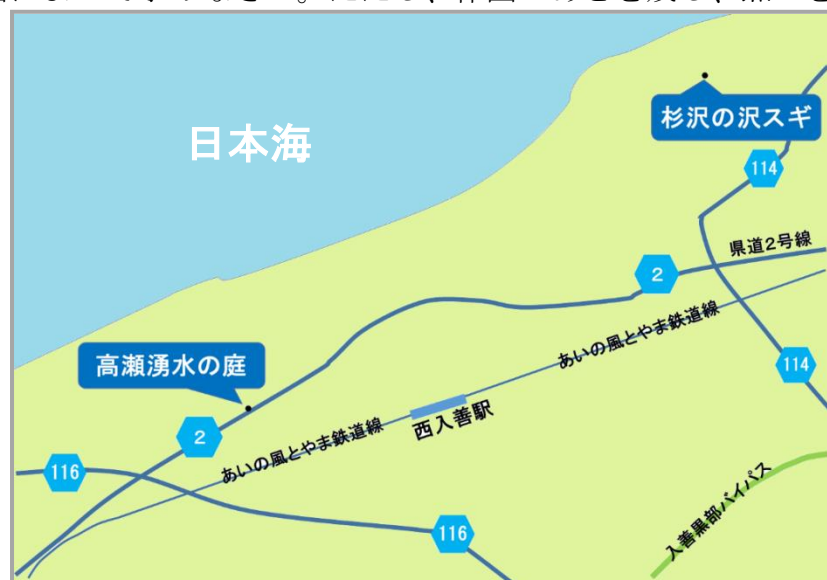 日本海
杉沢の沢スギ
114
県道2号線
2
あいの風とやま鉄道線
高瀬湧水の庭
114
西入善駅
2
あいの風とやま鉄道線
116
入善黒部バイパス
116